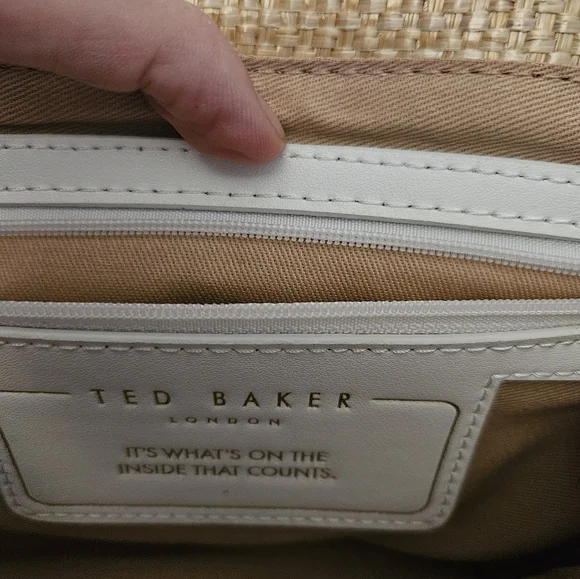 TED BAKER
LONDON
IT'S WHAT'S ON THE
INSIDE THAT COUNTS.